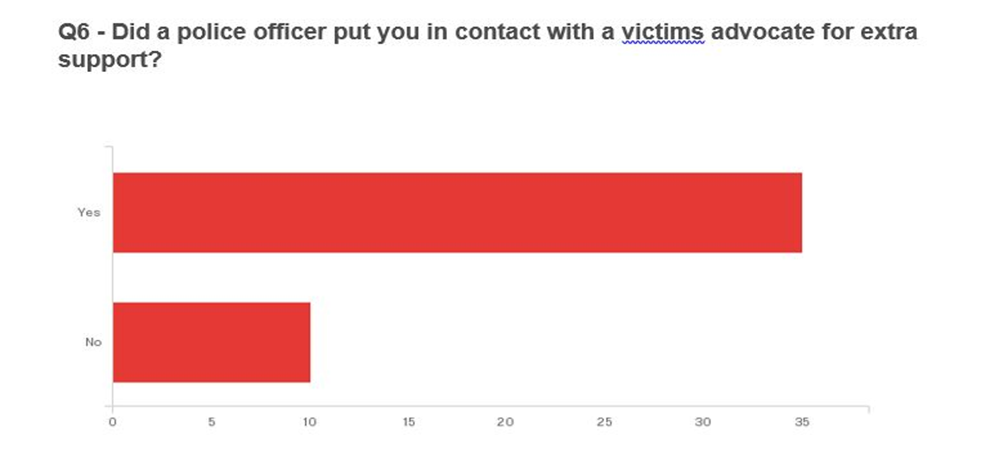 Q6 - Did a police officer put you in contact with a victims advocate for extra
support?
Yes
No
0 5 10 15 20 25 30 35